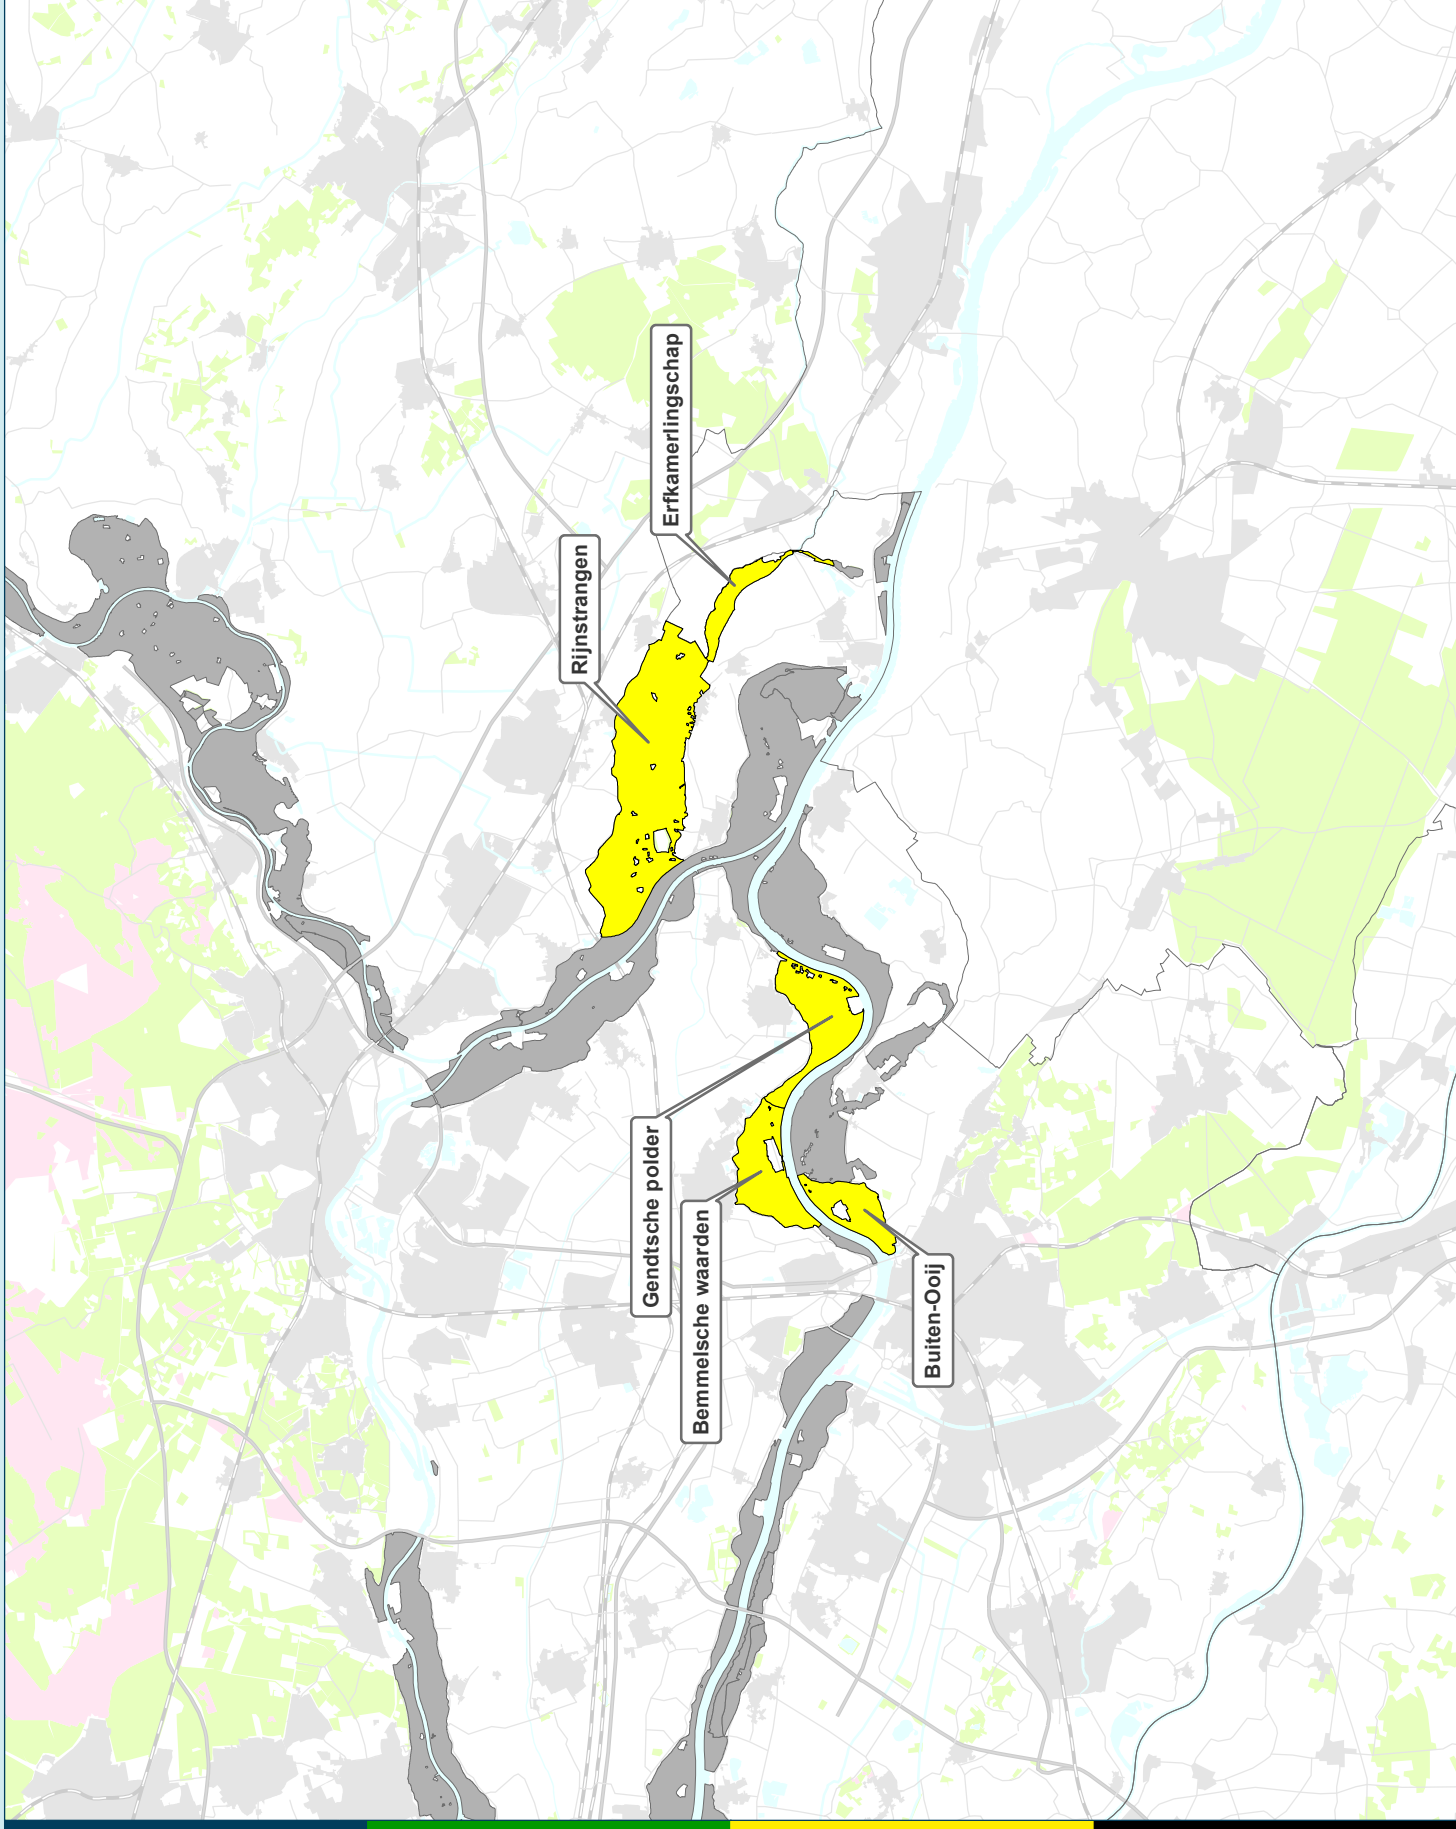 Rijnstrangen
Erfkamerlingschap
Gendtsche polder
Bemmelsche waarden
Buiten-Ooij